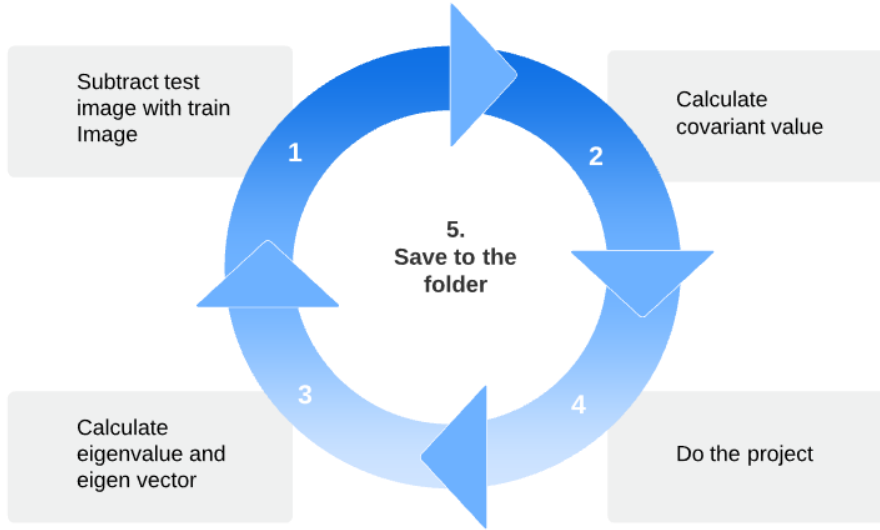 Subtract test
image with train
Image
1
2
Calculate
covariant value
5.
Save to the
folder
3
Calculate
eigenvalue and
eigen vector
4
Do the project